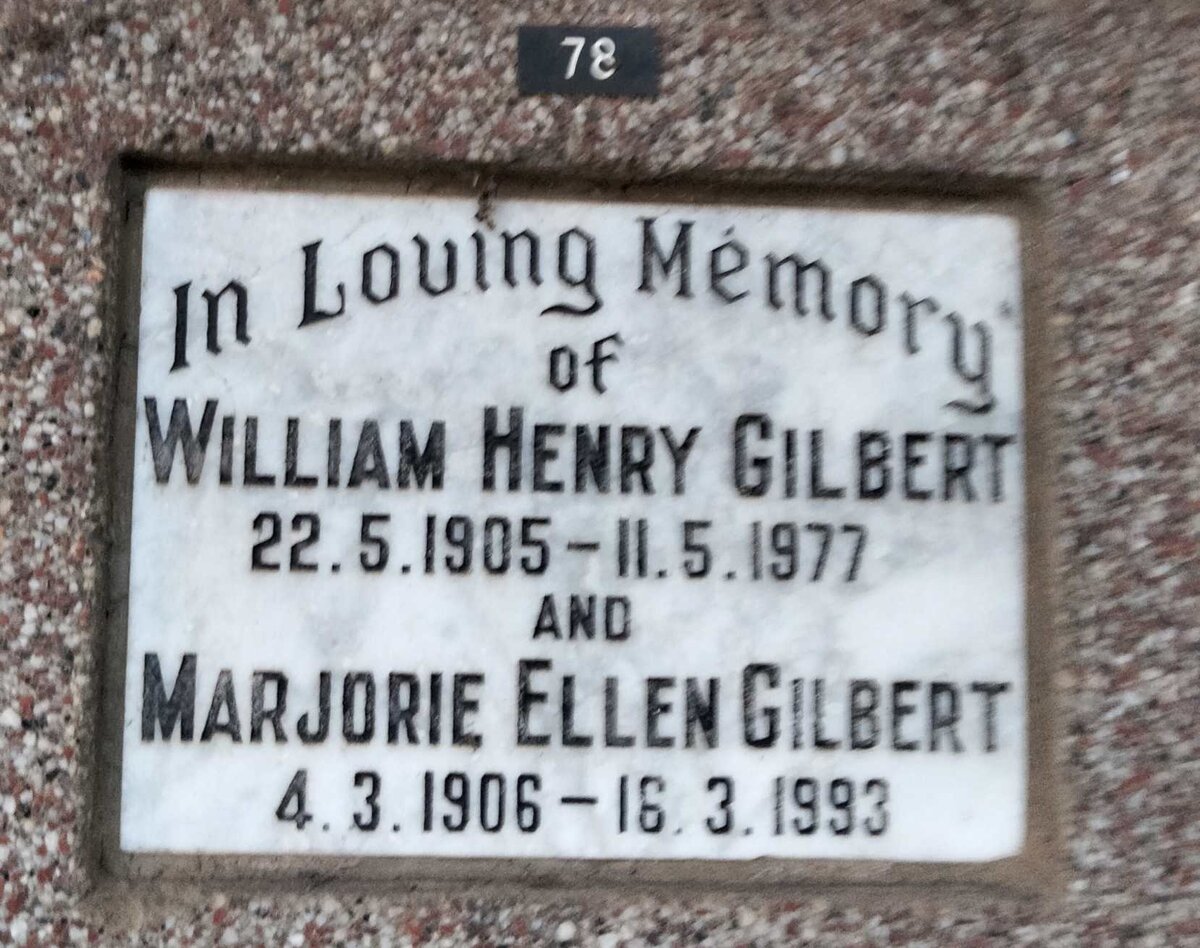 78
In Loving Memory
of
WILLIAM HENRY GILBERT
22.5.1905 - 11.5.1977
AND
MARJORIE ELLEN GILBERT
4.3.1906 - 16.3.1993